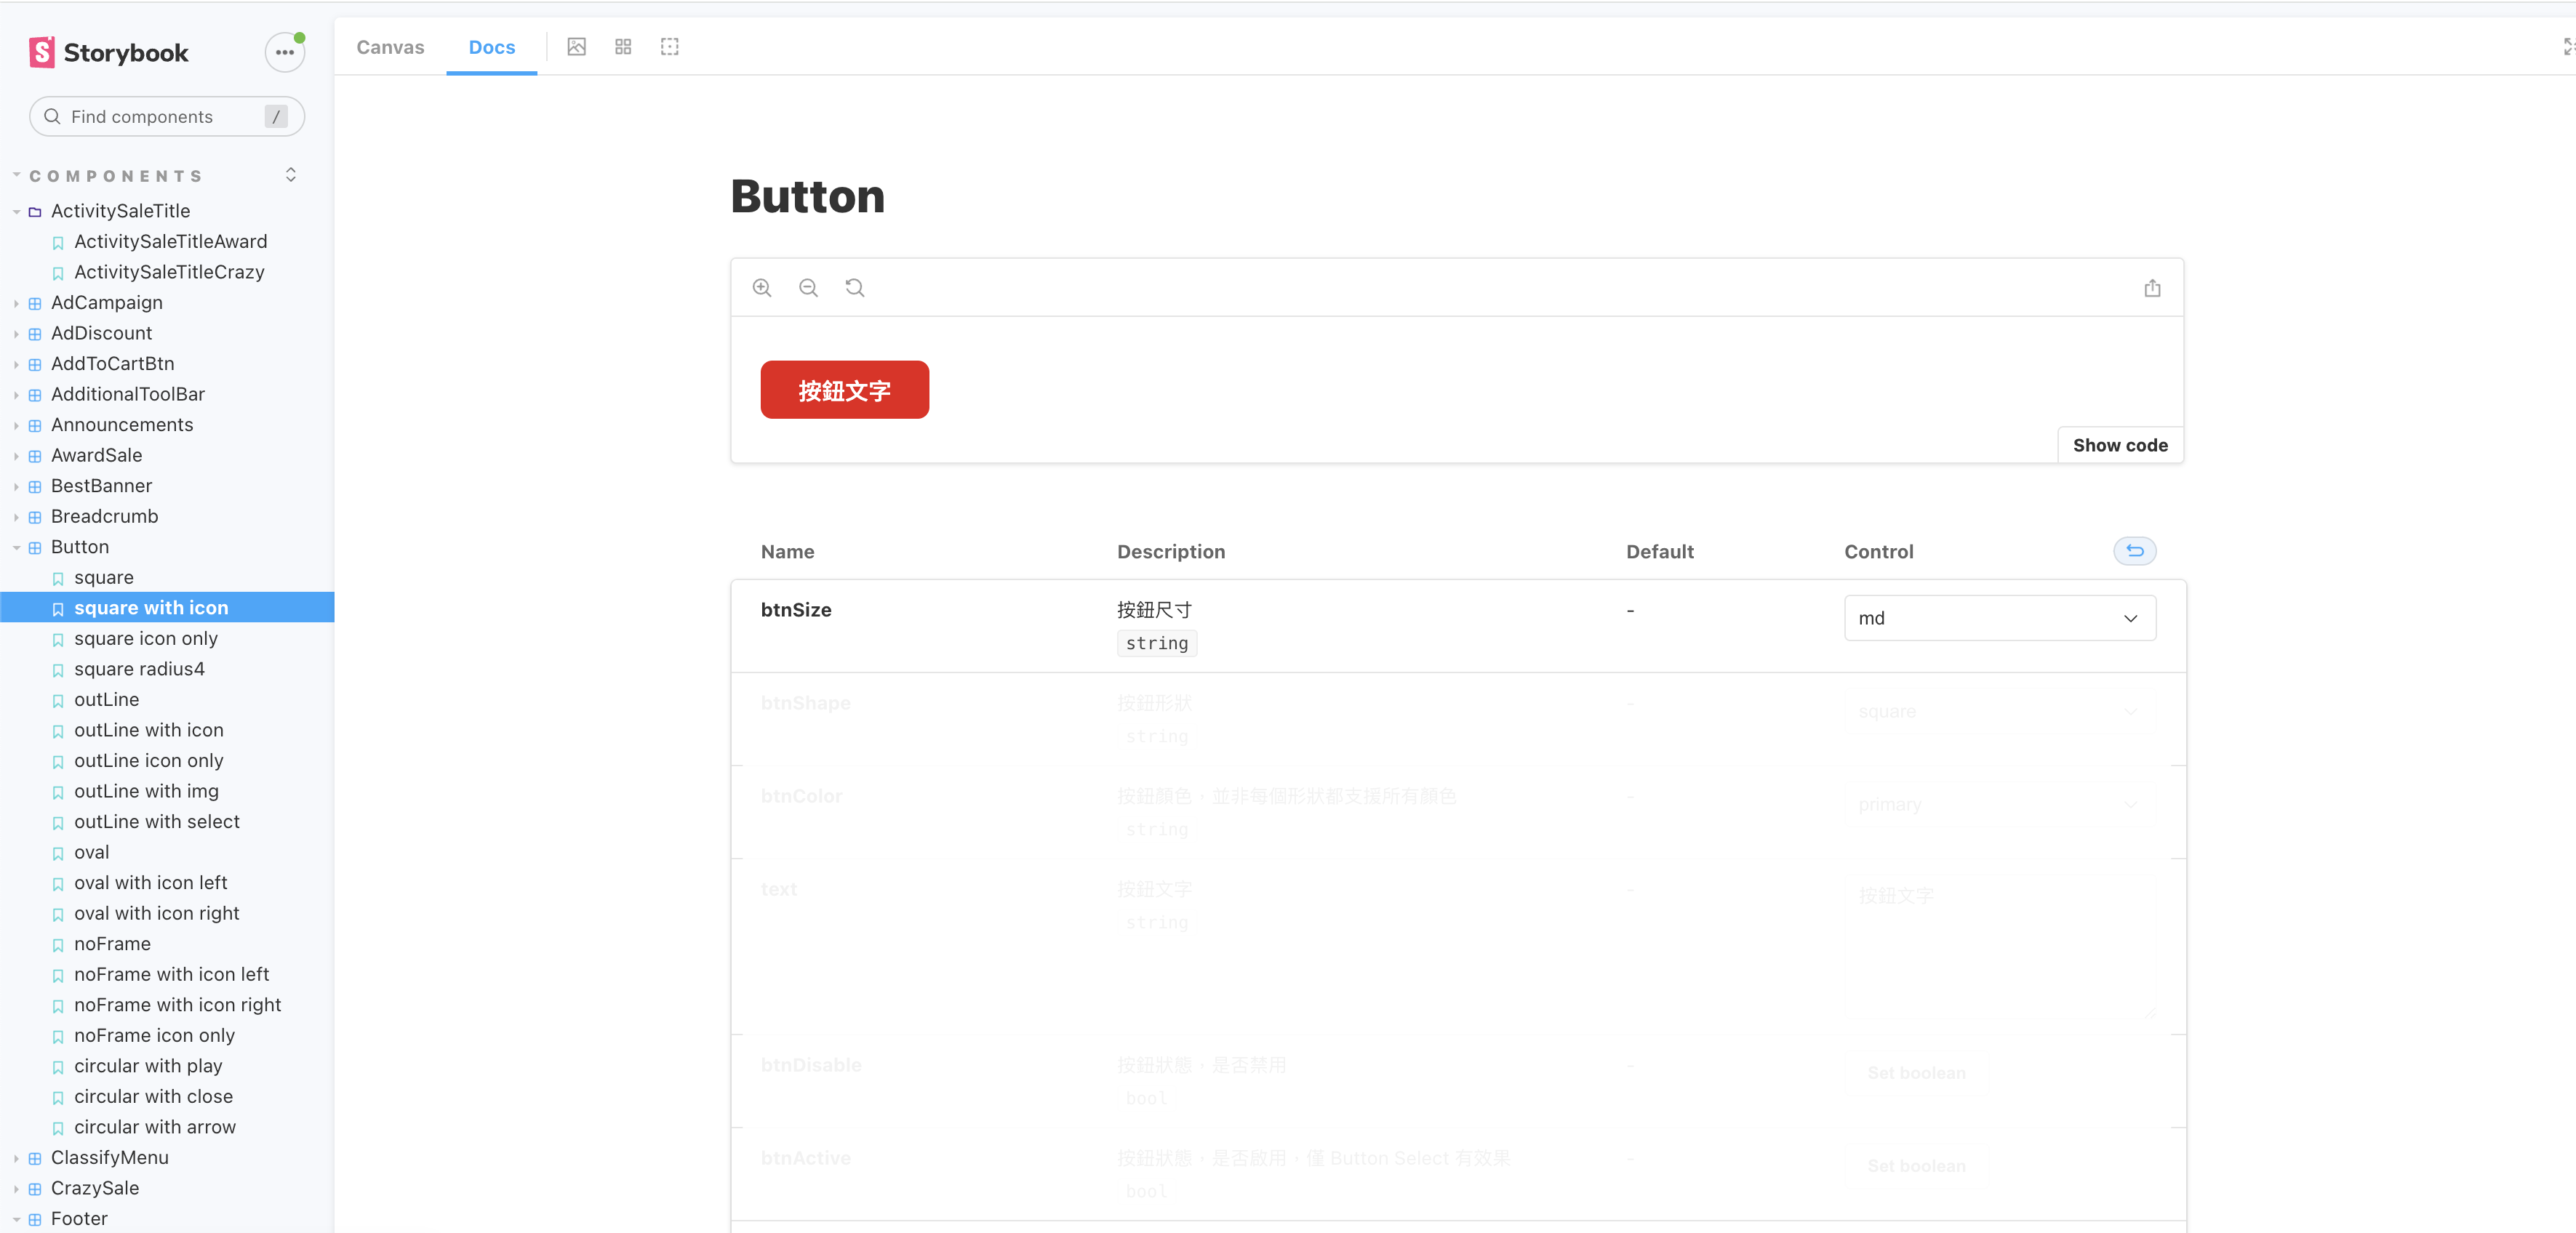 Storybook
Find components
/
COMPONENTS
ActivitySaleTitle
ActivitySaleTitleAward
ActivitySaleTitleCrazy
AdCampaign
AdDiscount
AddToCartBtn
AdditionalToolBar
Announcements
AwardSale
BestBanner
Breadcrumb
Button
square
square with icon
square icon only
square radius4
outLine
outLine with icon
outLine icon only
outLine with img
outLine with select
oval
oval with icon left
oval with icon right
noFrame
noFrame with icon left
noFrame with icon right
noFrame icon only
circular with play
circular with close
circular with arrow
ClassifyMenu
CrazySale
Footer
Canvas Docs
Button
按鈕文字
Show code
Name Description Default Control
btnSize 按鈕尺寸 - md
string
btnShape 按鈕形狀 - square
string
btnColor 按鈕顏色，並非每個形狀都支援所有顏色 - primary
string
text 按鈕文字 - 按鈕文字
string
btnDisable 按鈕狀態，是否禁用 - Set boolean
bool
btnActive 按鈕狀態，是否啟用，僅 Button Select 有效果 - Set boolean
bool